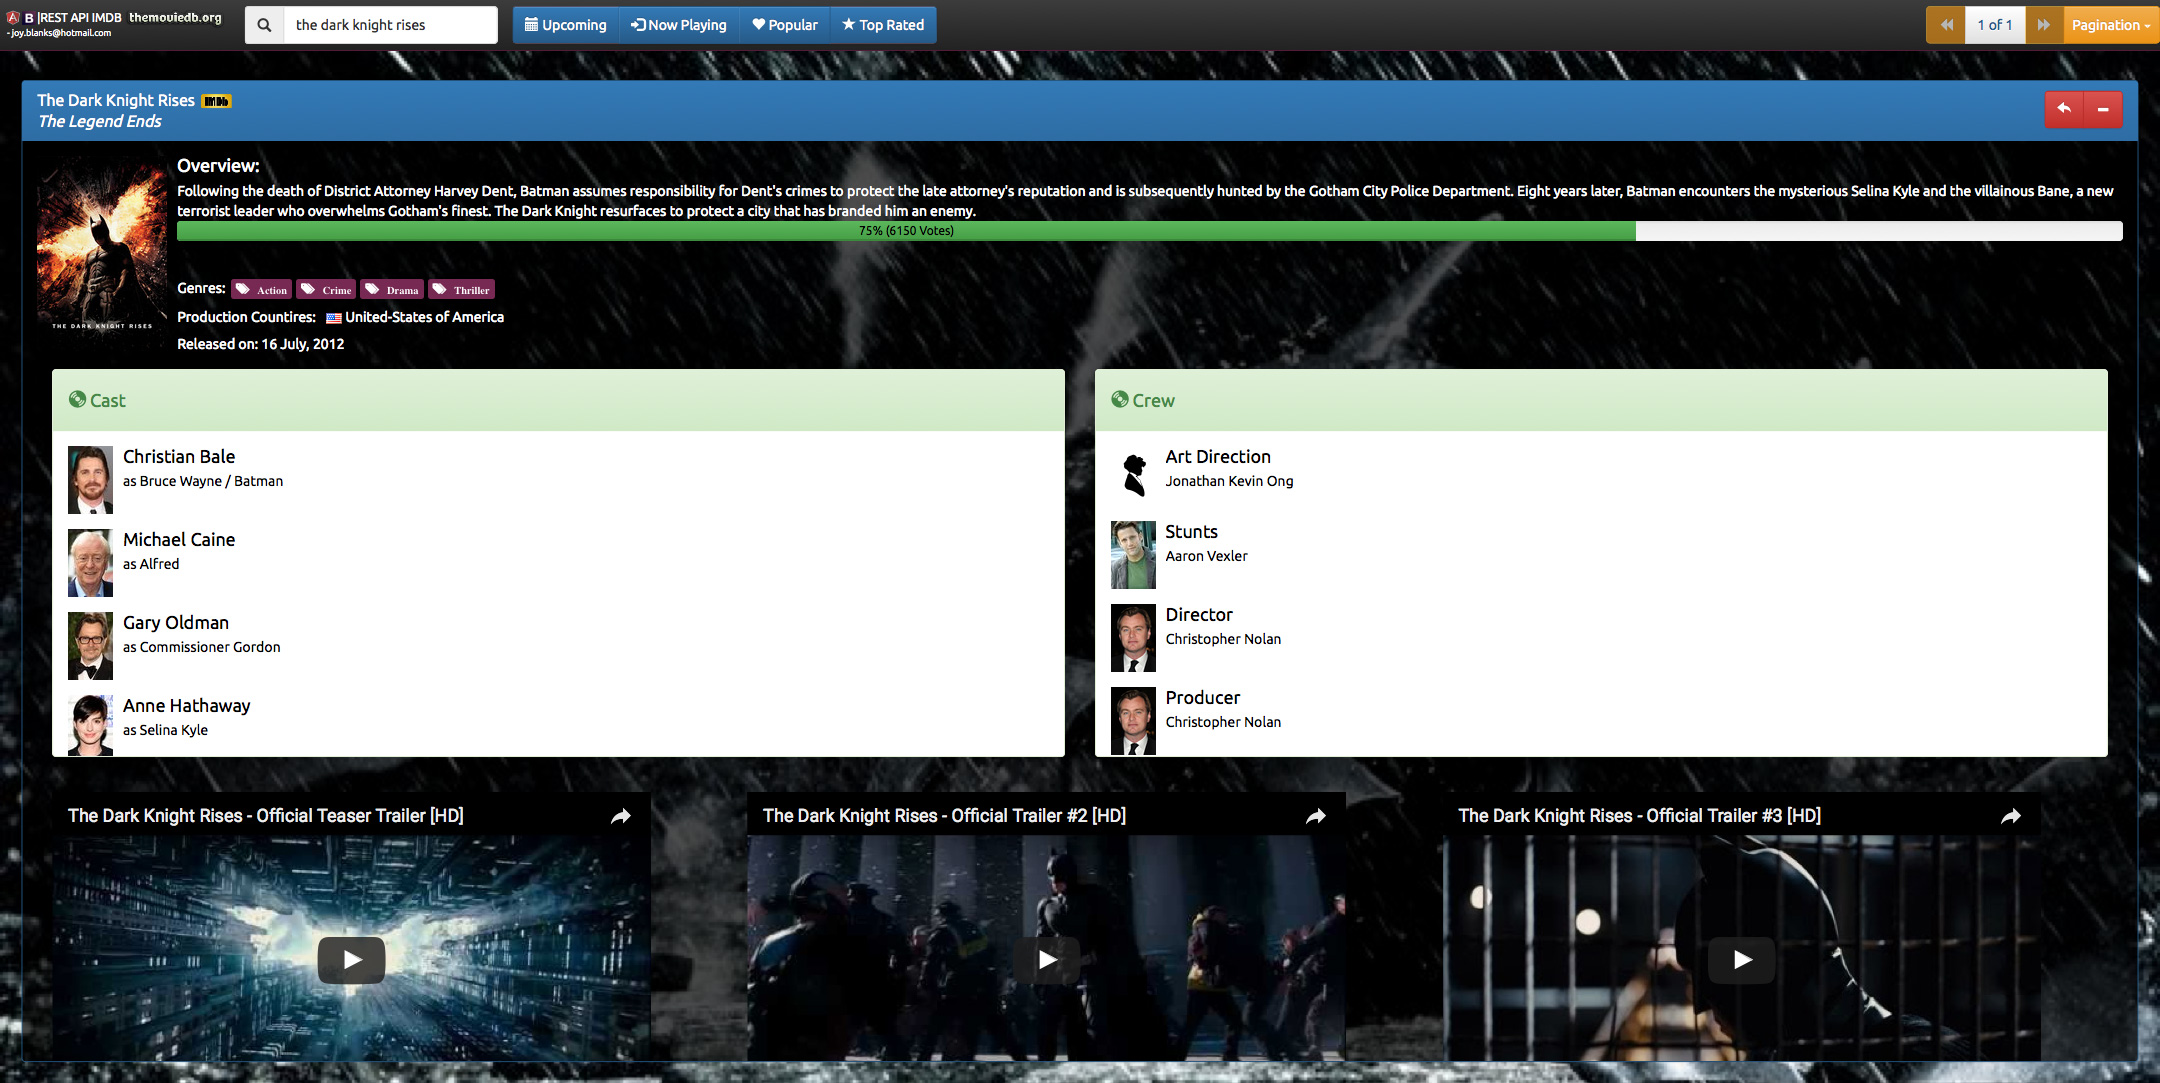 B |REST API IMDB themoviedb.org
- joy.blanks@hotmail.com
the dark knight rises
Upcoming
Now Playing
Popular
Top Rated
1 of 1
Pagination
The Dark Knight Rises IMDb
The Legend Ends
Overview:
Following the death of District Attorney Harvey Dent, Batman assumes responsibility for Dent's crimes to protect the late attorney's reputation and is subsequently hunted by the Gotham City Police Department. Eight years later, Batman encounters the mysterious Selina Kyle and the villainous Bane, a new
terrorist leader who overwhelms Gotham's finest. The Dark Knight resurfaces to protect a city that has branded him an enemy.
75% (6150 Votes)
THE DARK KNIGHT RISES
Genres: Action Crime Drama Thriller
Production Countires: United-States of America
Released on: 16 July, 2012
Cast
Christian Bale
as Bruce Wayne / Batman
Michael Caine
as Alfred
Gary Oldman
as Commissioner Gordon
Anne Hathaway
as Selina Kyle
Crew
Art Direction
Jonathan Kevin Ong
Stunts
Aaron Vexler
Director
Christopher Nolan
Producer
Christopher Nolan
The Dark Knight Rises - Official Teaser Trailer [HD]
The Dark Knight Rises - Official Trailer #2 [HD]
The Dark Knight Rises - Official Trailer #3 [HD]